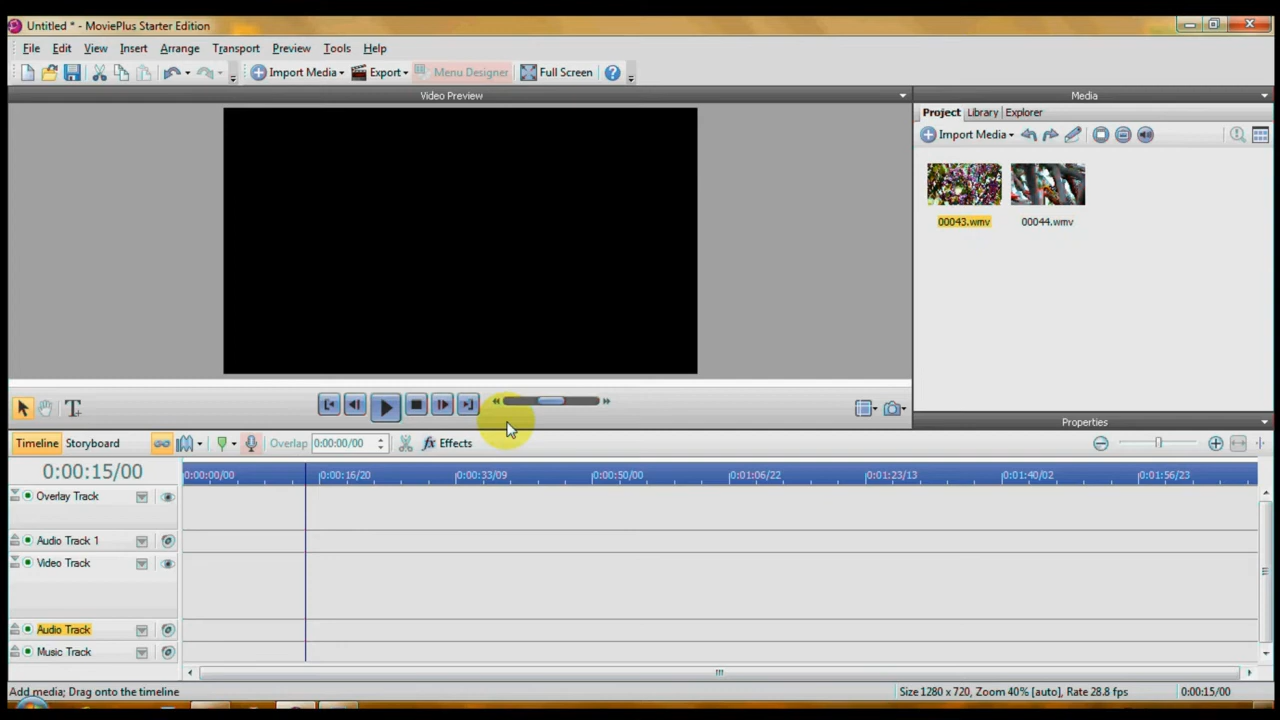 Untitled * - MoviePlus Starter Edition
File Edit View Insert Arrange Transport Preview Tools Help
Import Media Export Menu Designer Full Screen
Video Preview
Media
Project Library Explorer
Import Media
00043.wmv 00044.wmv
Properties
Timeline Storyboard Overlap 0:00:00/00 fx Effects
0:00:15/00
0:00:00/00 0:00:16/20 0:00:33/09 0:00:50/00 0:01:06/22 0:01:23/13 0:01:40/02 0:01:56/23
Overlay Track
Audio Track 1
Video Track
Audio Track
Music Track
Add media; Drag onto the timeline
Size 1280 x 720, Zoom 40% [auto], Rate 28.8 fps 0:00:15/00